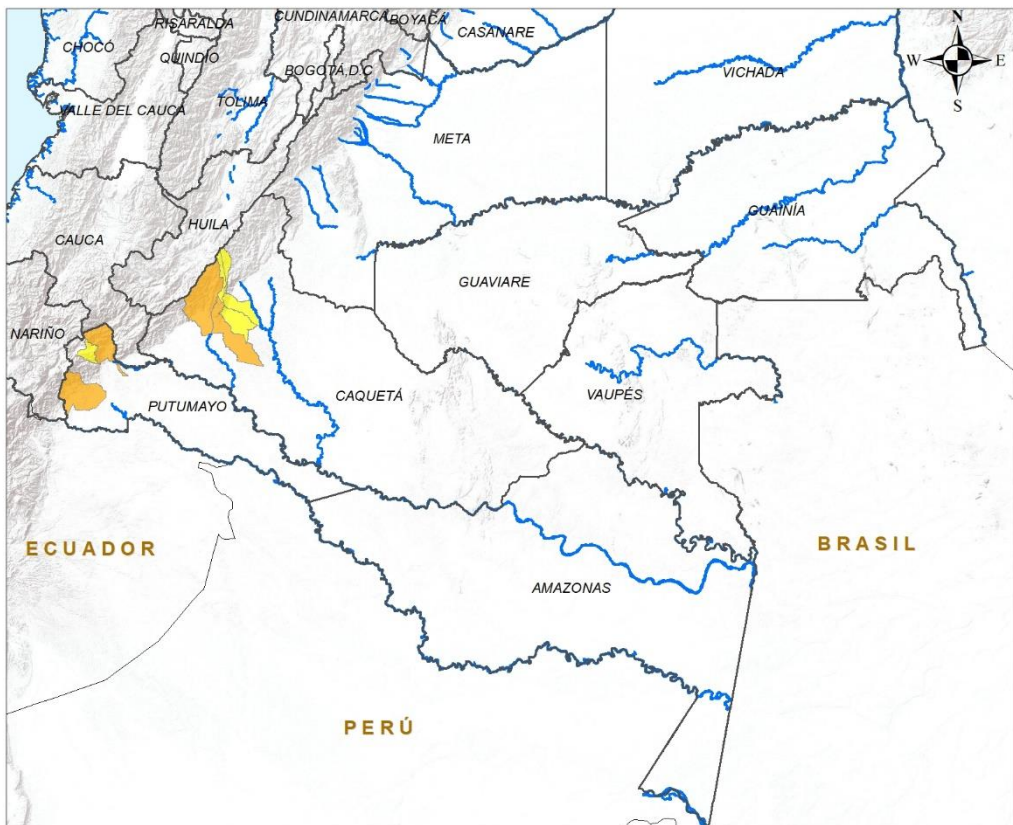 CUNDINAMARCA
BOYACÁ
RISARALDA
CASANARE
N
CHOCÓ
QUINDIO
W
E
BOGOTÁ,D.C
VICHADA
TOLIMA
S
VALLE DEL CAUCA
META
GUAINÍA
HUILA
CAUCA
GUAVIARE
NARIÑO
CAQUETÁ
VAUPÉS
PUTUMAYO
ECUADOR
BRASIL
AMAZONAS
PERÚ